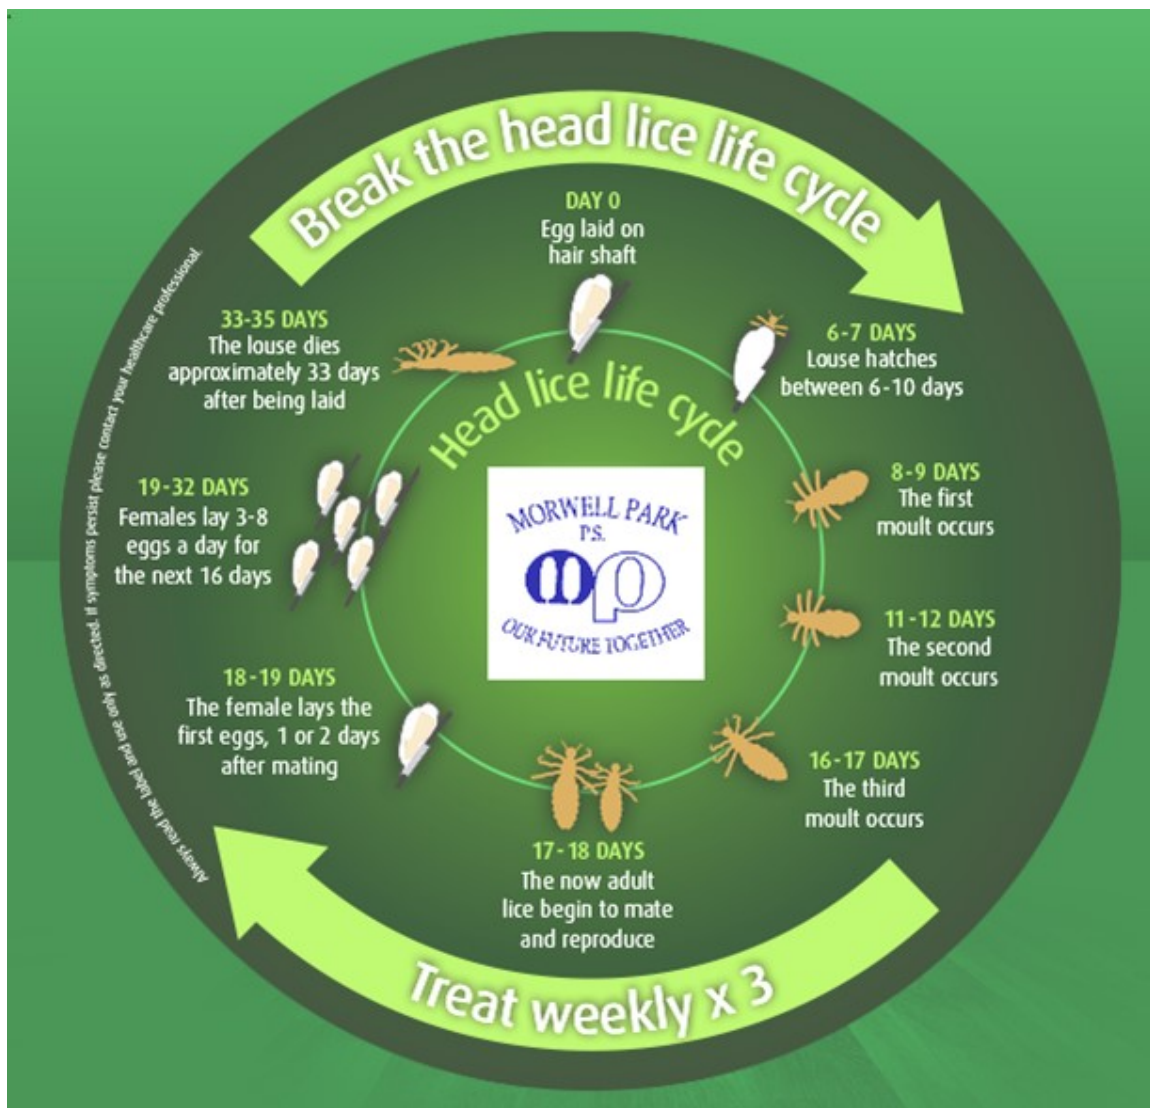 Break the head lice life cycle
DAY 0
Egg laid on
hair shaft
6-7 DAYS
Louse hatches
between 6-10 days
8-9 DAYS
The first
moult occurs
11-12 DAYS
The second
moult occurs
16-17 DAYS
The third
moult occurs
17-18 DAYS
The now adult
lice begin to mate
and reproduce
18-19 DAYS
The female lays the
first eggs, 1 or 2 days
after mating
19-32 DAYS
Females lay 3-8
eggs a day for
the next 16 days
33-35 DAYS
The louse dies
approximately 33 days
after being laid
Head lice life cycle
MORWELL PARK
P.S.
mp
OUR FUTURE TOGETHER
Treat weekly x 3
Always read the label and use only as directed. If symptoms persist please contact your healthcare professional.